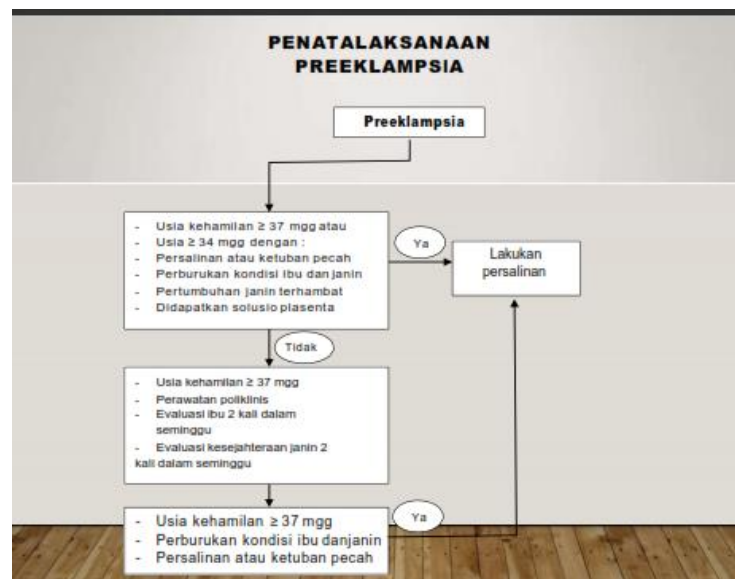 PENATALAKSANAAN
PREEKLAMPSIA
Preeklampsia
- Usia kehamilan ≥ 37 mgg atau
- Usia ≥ 34 mgg dengan :
- Persalinan atau ketuban pecah
- Perburukan kondisi ibu dan janin
- Pertumbuhan janin terhambat
- Didapatkan solusio plasenta
Ya
Lakukan
persalinan
Tidak
- Usia kehamilan ≥ 37 mgg
- Perawatan poliklinis
- Evaluasi ibu 2 kali dalam
seminggu
- Evaluasi kesejahteraan janin 2
kali dalam seminggu
- Usia kehamilan ≥ 37 mgg
- Perburukan kondisi ibu danjanin
- Persalinan atau ketuban pecah
Ya